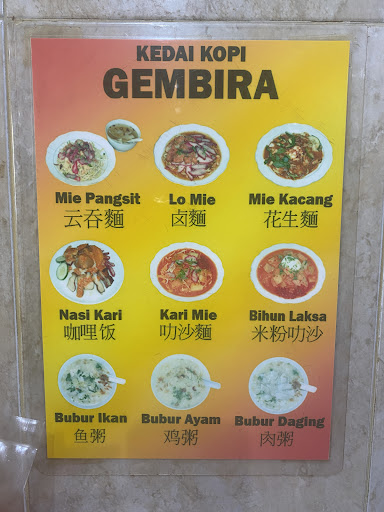 KEDAI KOPI
GEMBIRA
Mie Pangsit Lo Mie Mie Kacang
云吞麵 卤麵 花生麵
Nasi Kari Kari Mie Bihun Laksa
咖哩饭 叻沙麵 米粉叻沙
Bubur Ikan Bubur Ayam Bubur Daging
鱼粥 鸡粥 肉粥